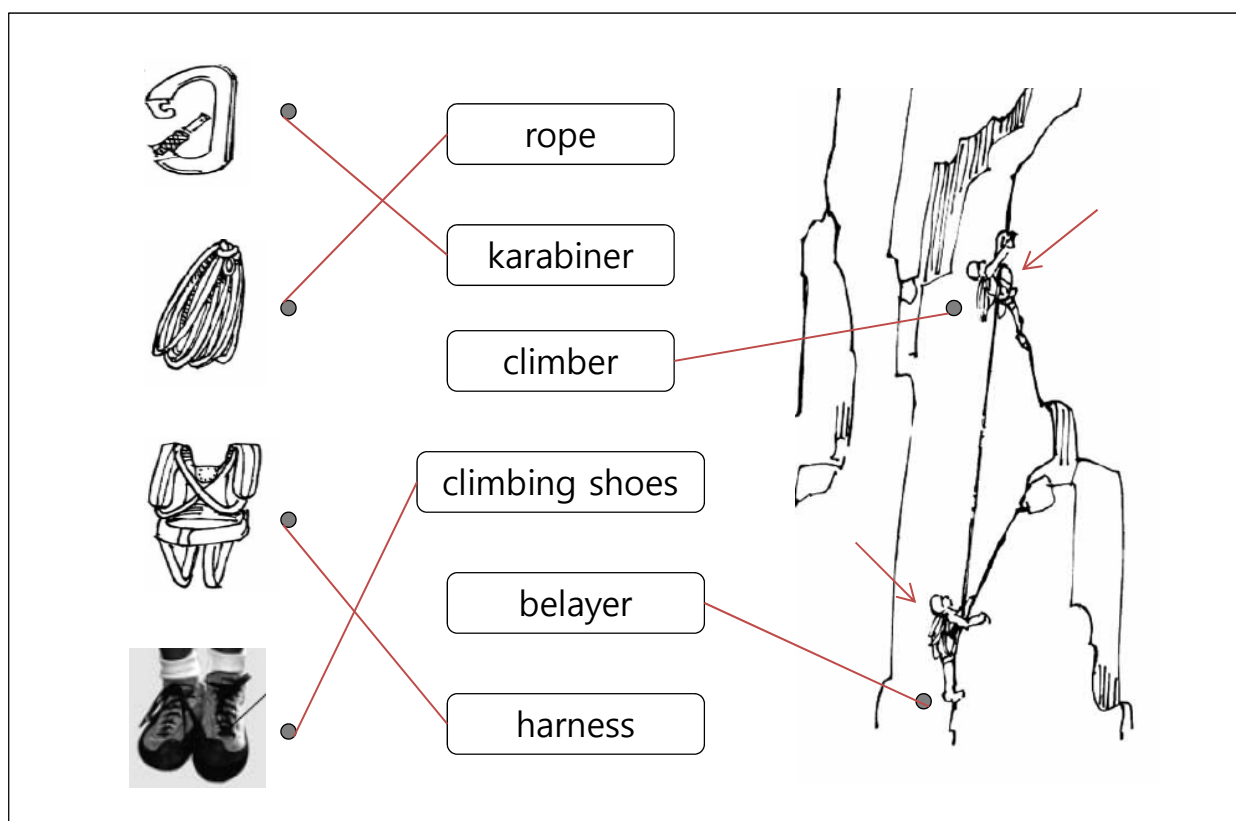 rope
karabiner
climber
climbing shoes
belayer
harness